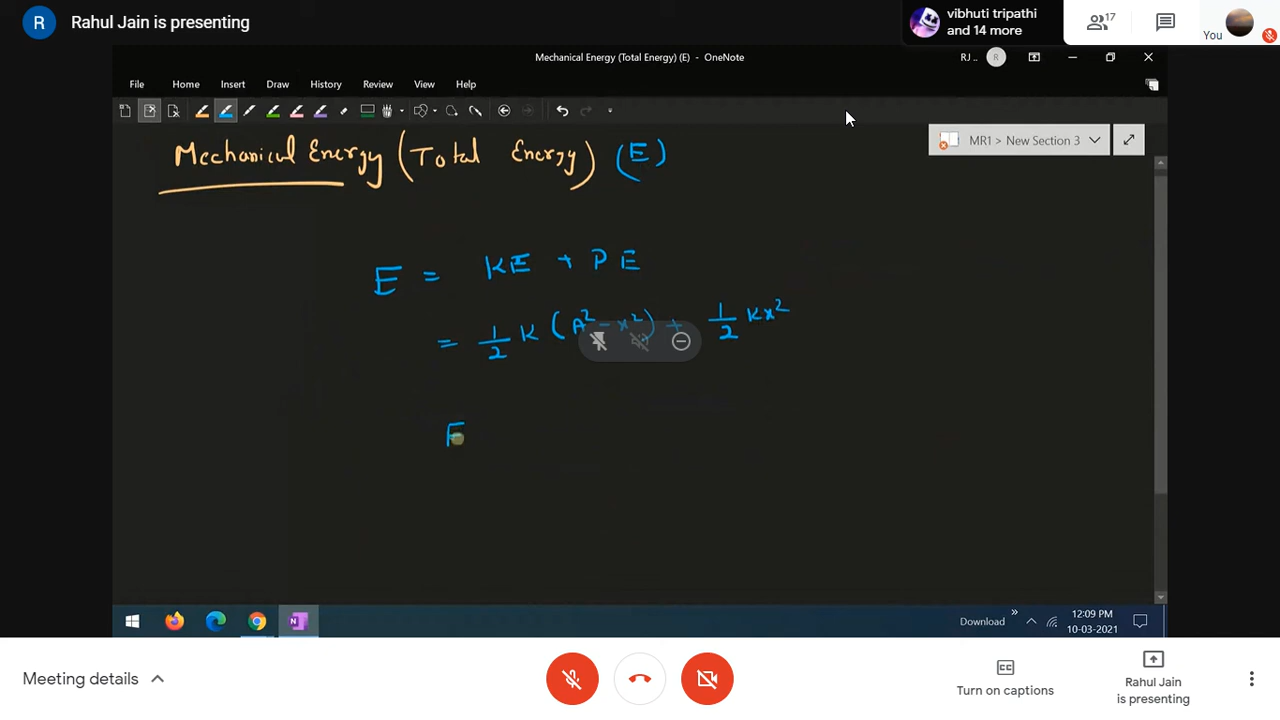 R Rahul Jain is presenting
vibhuti tripathi
and 14 more
17
You
Mechanical Energy (Total Energy) (E) - OneNote
RJ ..
R
File Home Insert Draw History Review View Help
MR1 > New Section 3
Mechanical Energy (Total Energy) (E)
E = KE + PE
= 1/2 K (A² - x²) + 1/2 Kx²
E
N
Download
12:09 PM
10-03-2021
Meeting details
CC
Turn on captions
Rahul Jain
is presenting